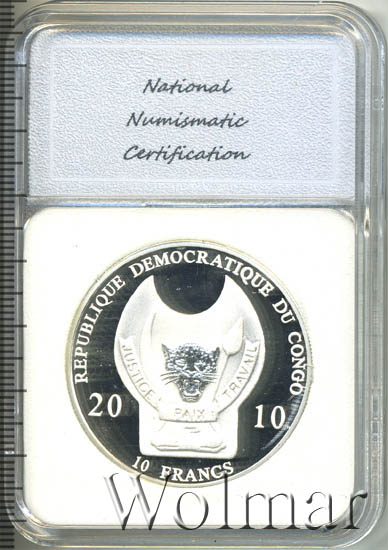 National
Numismatic
Certification
REPUBLIQUE DEMOCRATIQUE DU CONGO
JUSTICE
PAIX
TRAVAIL
20 10
10 FRANCS
Wolmar